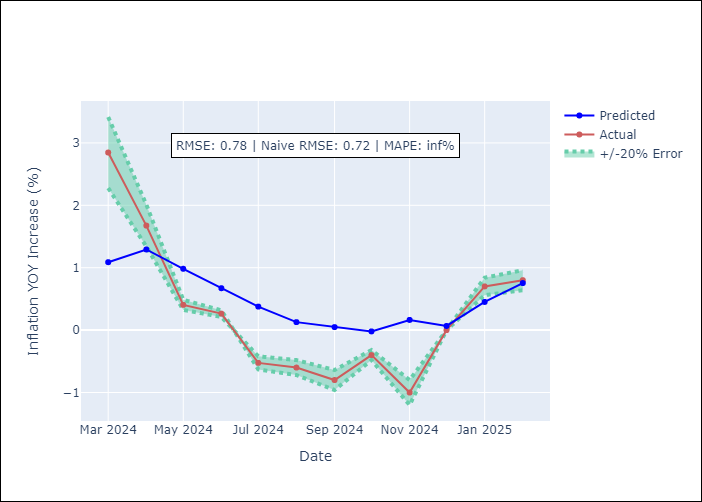 Predicted
Actual
+/-20% Error
RMSE: 0.78 | Naive RMSE: 0.72 | MAPE: inf%
Inflation YOY Increase (%)
3
2
1
0
−1
Mar 2024 May 2024 Jul 2024 Sep 2024 Nov 2024 Jan 2025
Date